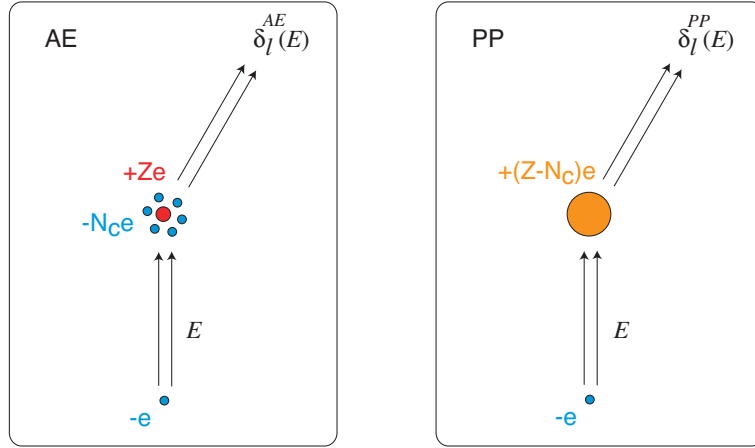 AE
δ_l^AE(E)
+Ze
-N_ce
E
-e
PP
δ_l^PP(E)
+(Z-N_c)e
E
-e